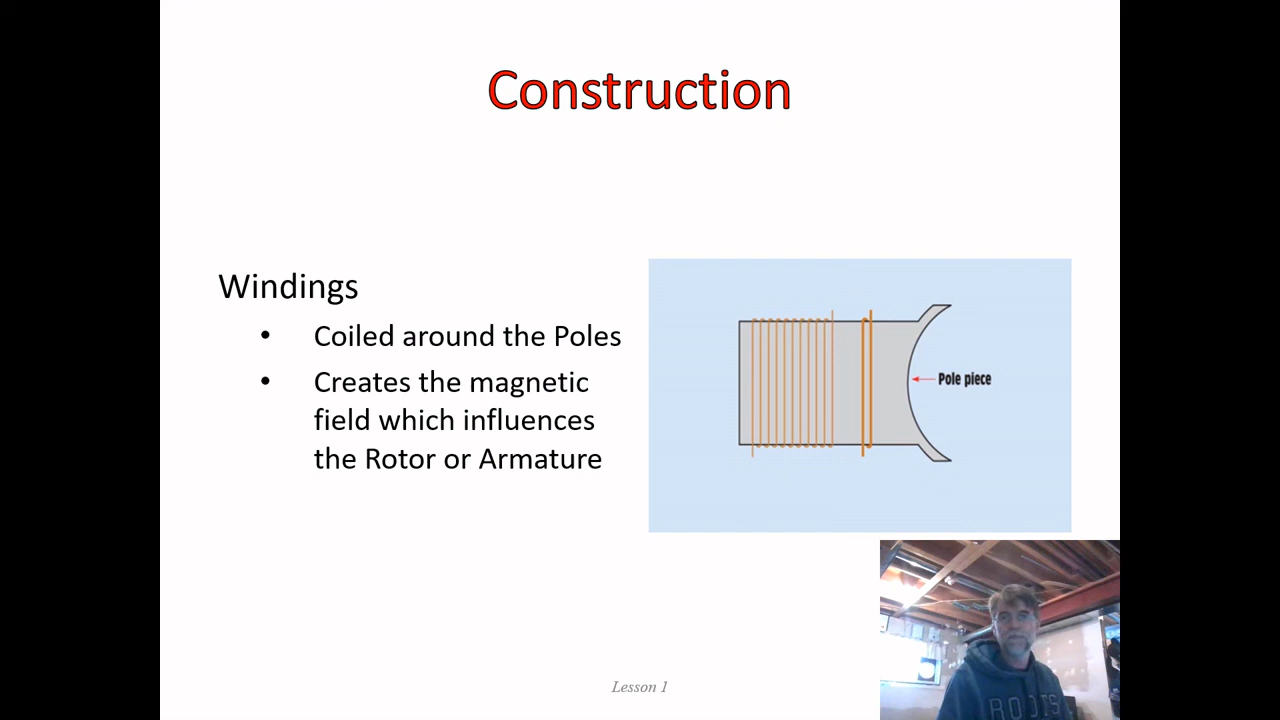 Construction
Windings
• Coiled around the Poles
• Creates the magnetic
field which influences
the Rotor or Armature
Pole piece
Lesson 1
ROOTS